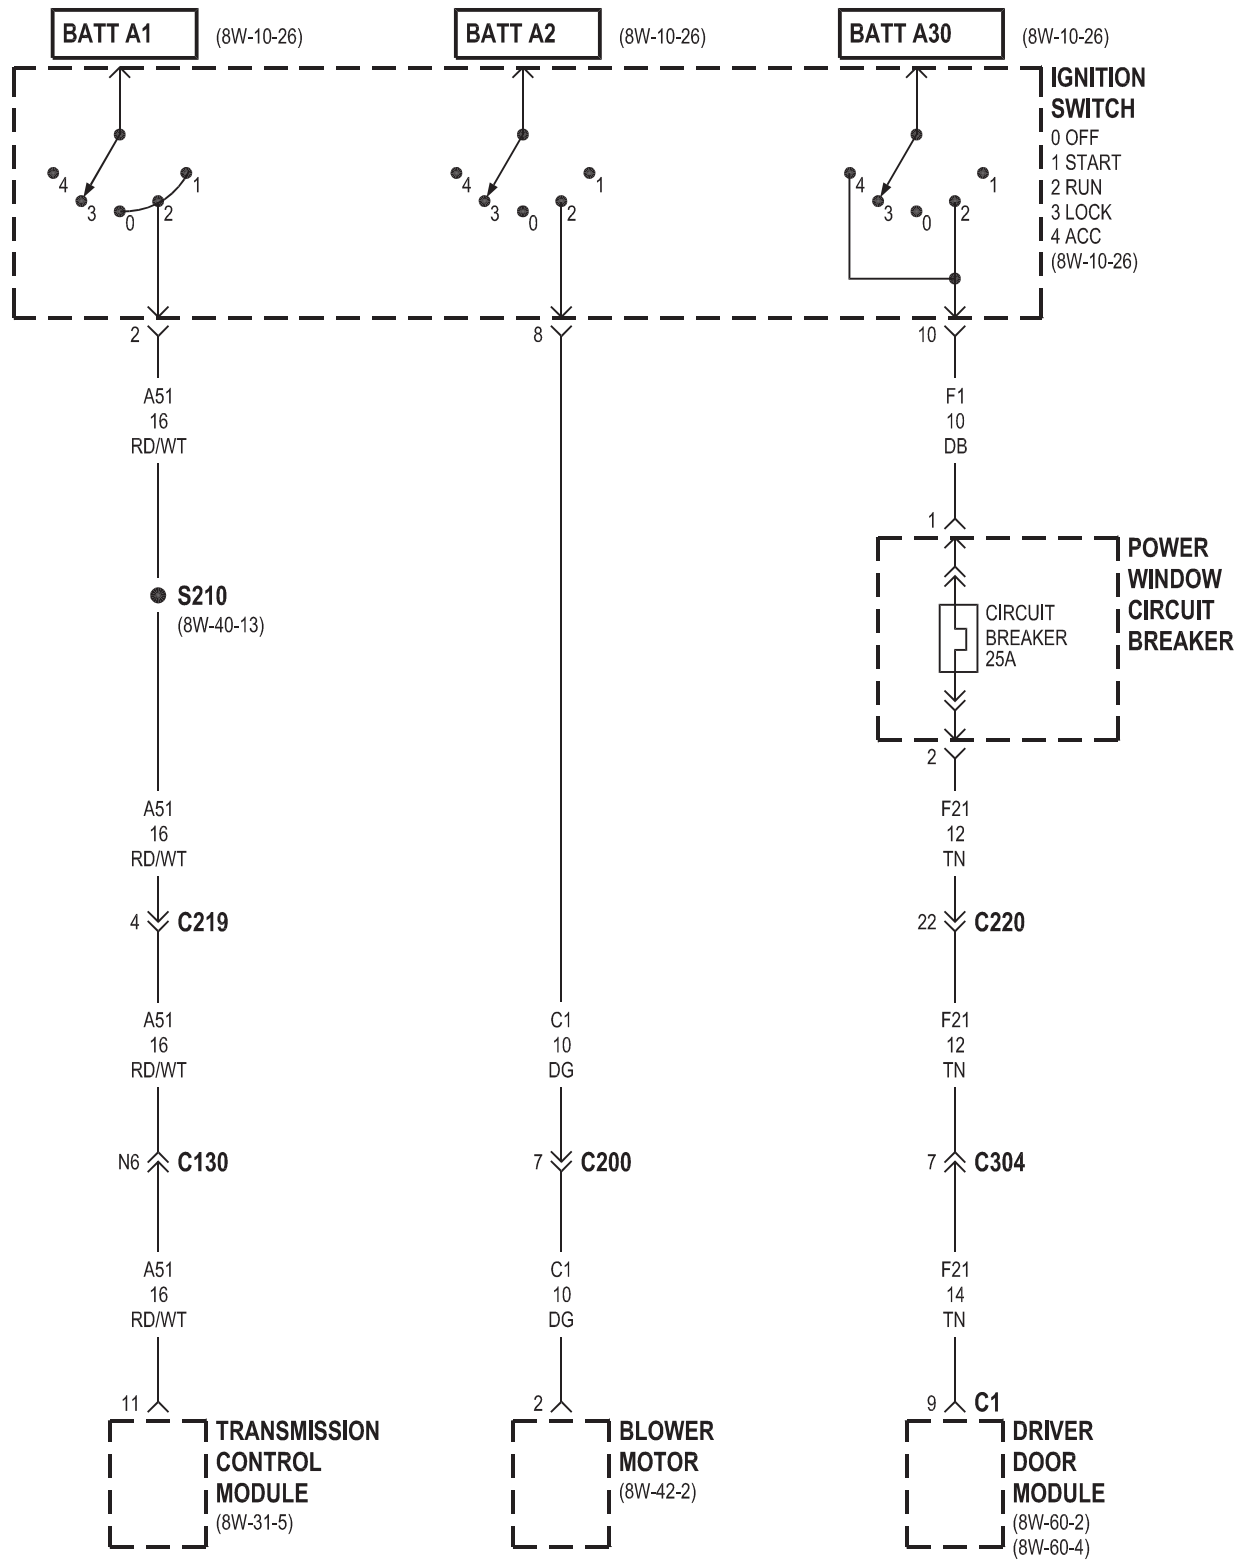 BATT A1
(8W-10-26)
BATT A2
(8W-10-26)
BATT A30
(8W-10-26)
IGNITION
SWITCH
0 OFF
1 START
2 RUN
3 LOCK
4 ACC
(8W-10-26)
4
3
0
2
1
4
3
0
2
1
4
3
0
2
1
2
8
10
A51
16
RD/WT
F1
10
DB
1
POWER
WINDOW
CIRCUIT
BREAKER
CIRCUIT
BREAKER
25A
S210
(8W-40-13)
2
A51
16
RD/WT
F21
12
TN
4
C219
22
C220
A51
16
RD/WT
C1
10
DG
F21
12
TN
N6
C130
7
C200
7
C304
A51
16
RD/WT
C1
10
DG
F21
14
TN
11
2
9
C1
TRANSMISSION
CONTROL
MODULE
(8W-31-5)
BLOWER
MOTOR
(8W-42-2)
DRIVER
DOOR
MODULE
(8W-60-2)
(8W-60-4)